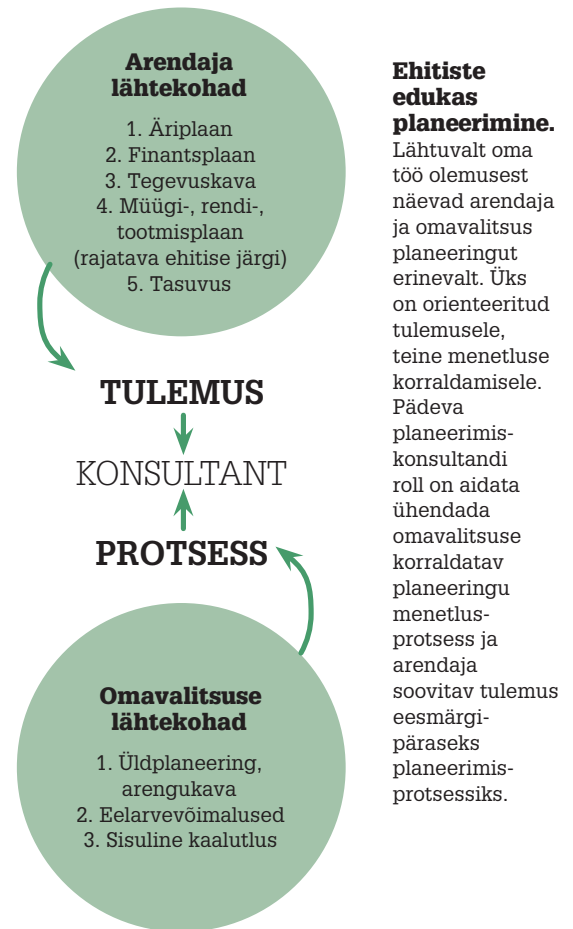 Arendaja
lähtekohad
1. Äriplaan
2. Finantsplaan
3. Tegevuskava
4. Müügi-, rendi-,
tootmisplaan
(rajatava ehitise järgi)
5. Tasuvus
TULEMUS
KONSULTANT
PROTSESS
Omavalitsuse
lähtekohad
1. Üldplaneering,
arengukava
2. Eelarvevõimalused
3. Sisuline kaalutlus
Ehitiste
edukas
planeerimine.
Lähtuvalt oma
töö olemusest
näevad arendaja
ja omavalitsus
planeeringut
erinevalt. Üks
on orienteeritud
tulemusele,
teine menetluse
korraldamisele.
Pädeva
planeerimis-
konsultandi
roll on aidata
ühendada
omavalitsuse
korraldatav
planeeringu
menetlus-
protsess ja
arendaja
soovitav tulemus
eesmärgi-
päraseks
planeerimis-
protsessiks.